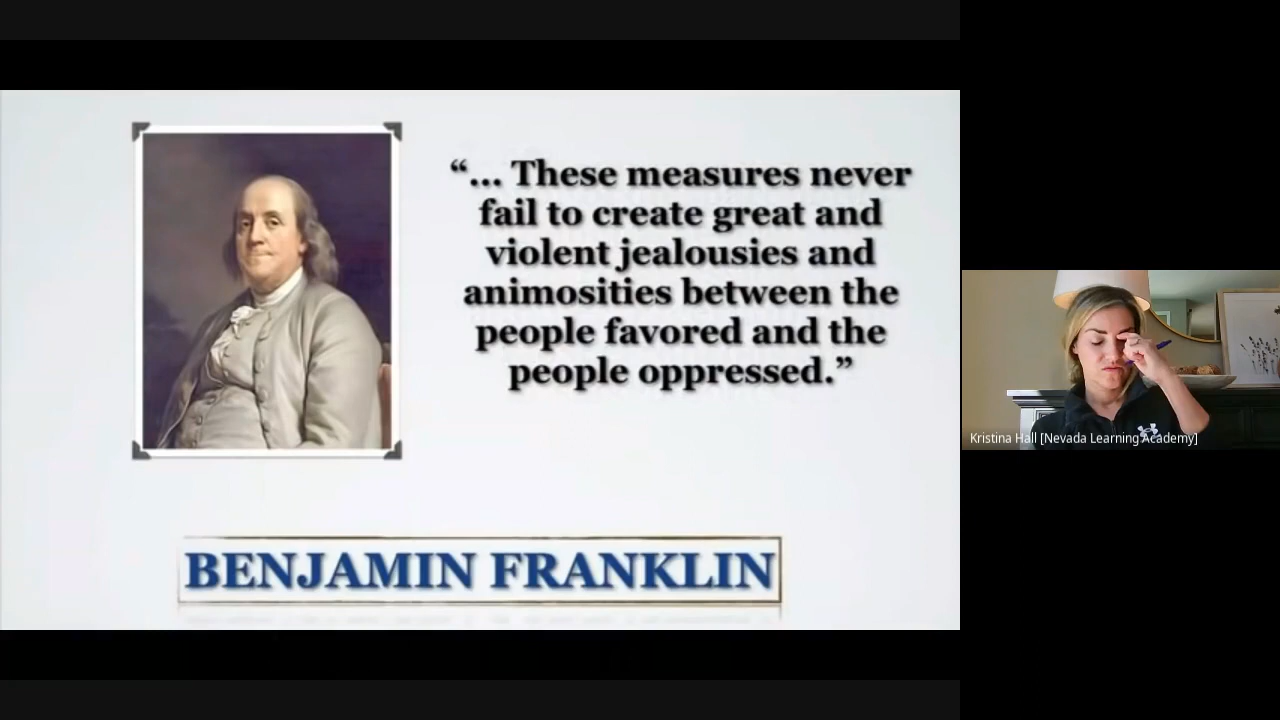 “... These measures never
fail to create great and
violent jealousies and
animosities between the
people favored and the
people oppressed.”
BENJAMIN FRANKLIN
Kristina Hall [Nevada Learning Academy]